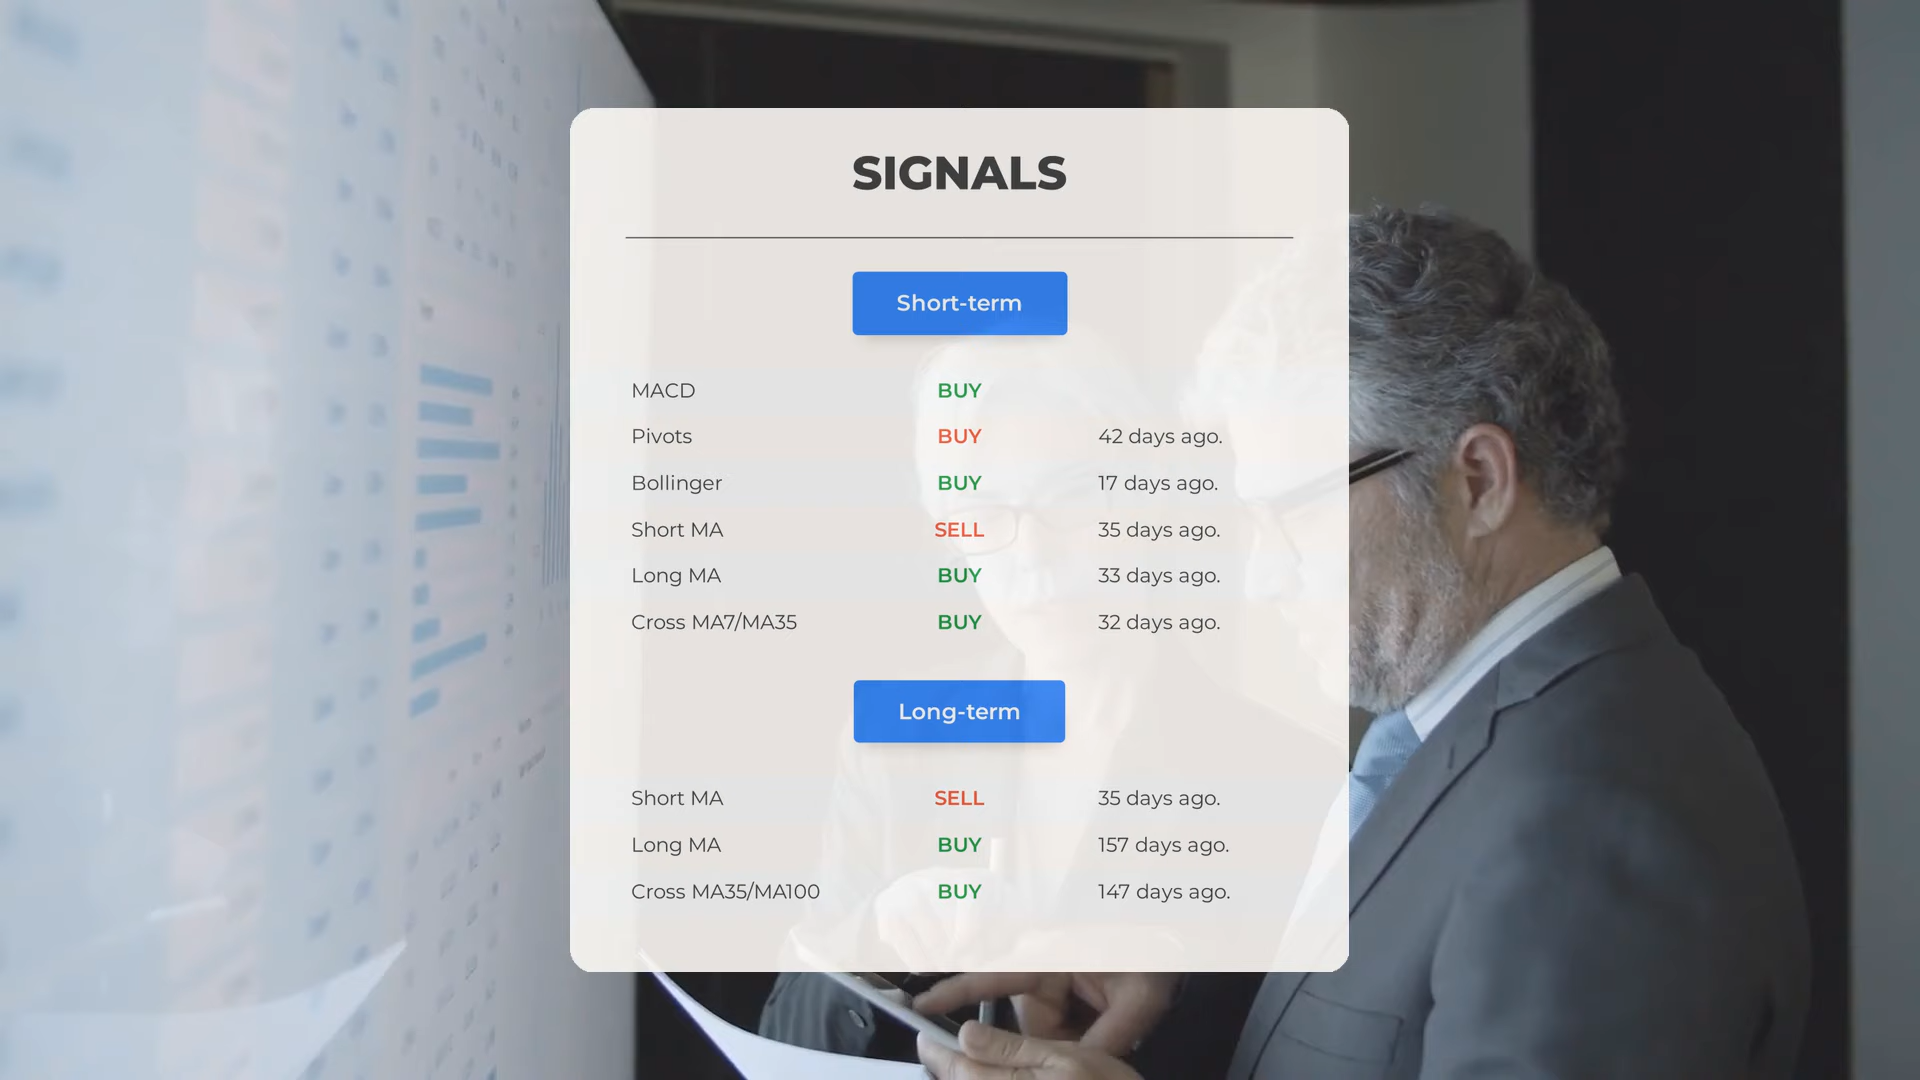 SIGNALS
Short-term
MACD BUY
Pivots BUY 42 days ago.
Bollinger BUY 17 days ago.
Short MA SELL 35 days ago.
Long MA BUY 33 days ago.
Cross MA7/MA35 BUY 32 days ago.
Long-term
Short MA SELL 35 days ago.
Long MA BUY 157 days ago.
Cross MA35/MA100 BUY 147 days ago.